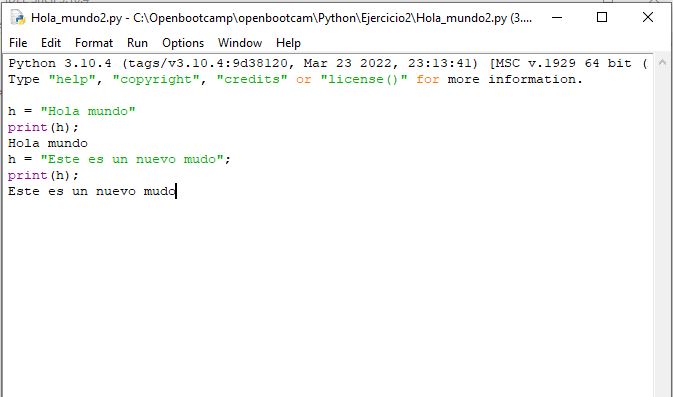 Hola_mundo2.py - C:\Openbootcamp\openbootcam\Python\Ejercicio2\Hola_mundo2.py (3....
File Edit Format Run Options Window Help
Python 3.10.4 (tags/v3.10.4:9d38120, Mar 23 2022, 23:13:41) [MSC v.1929 64 bit (
Type "help", "copyright", "credits" or "license()" for more information.
h = "Hola mundo"
print(h);
Hola mundo
h = "Este es un nuevo mudo";
print(h);
Este es un nuevo mudo